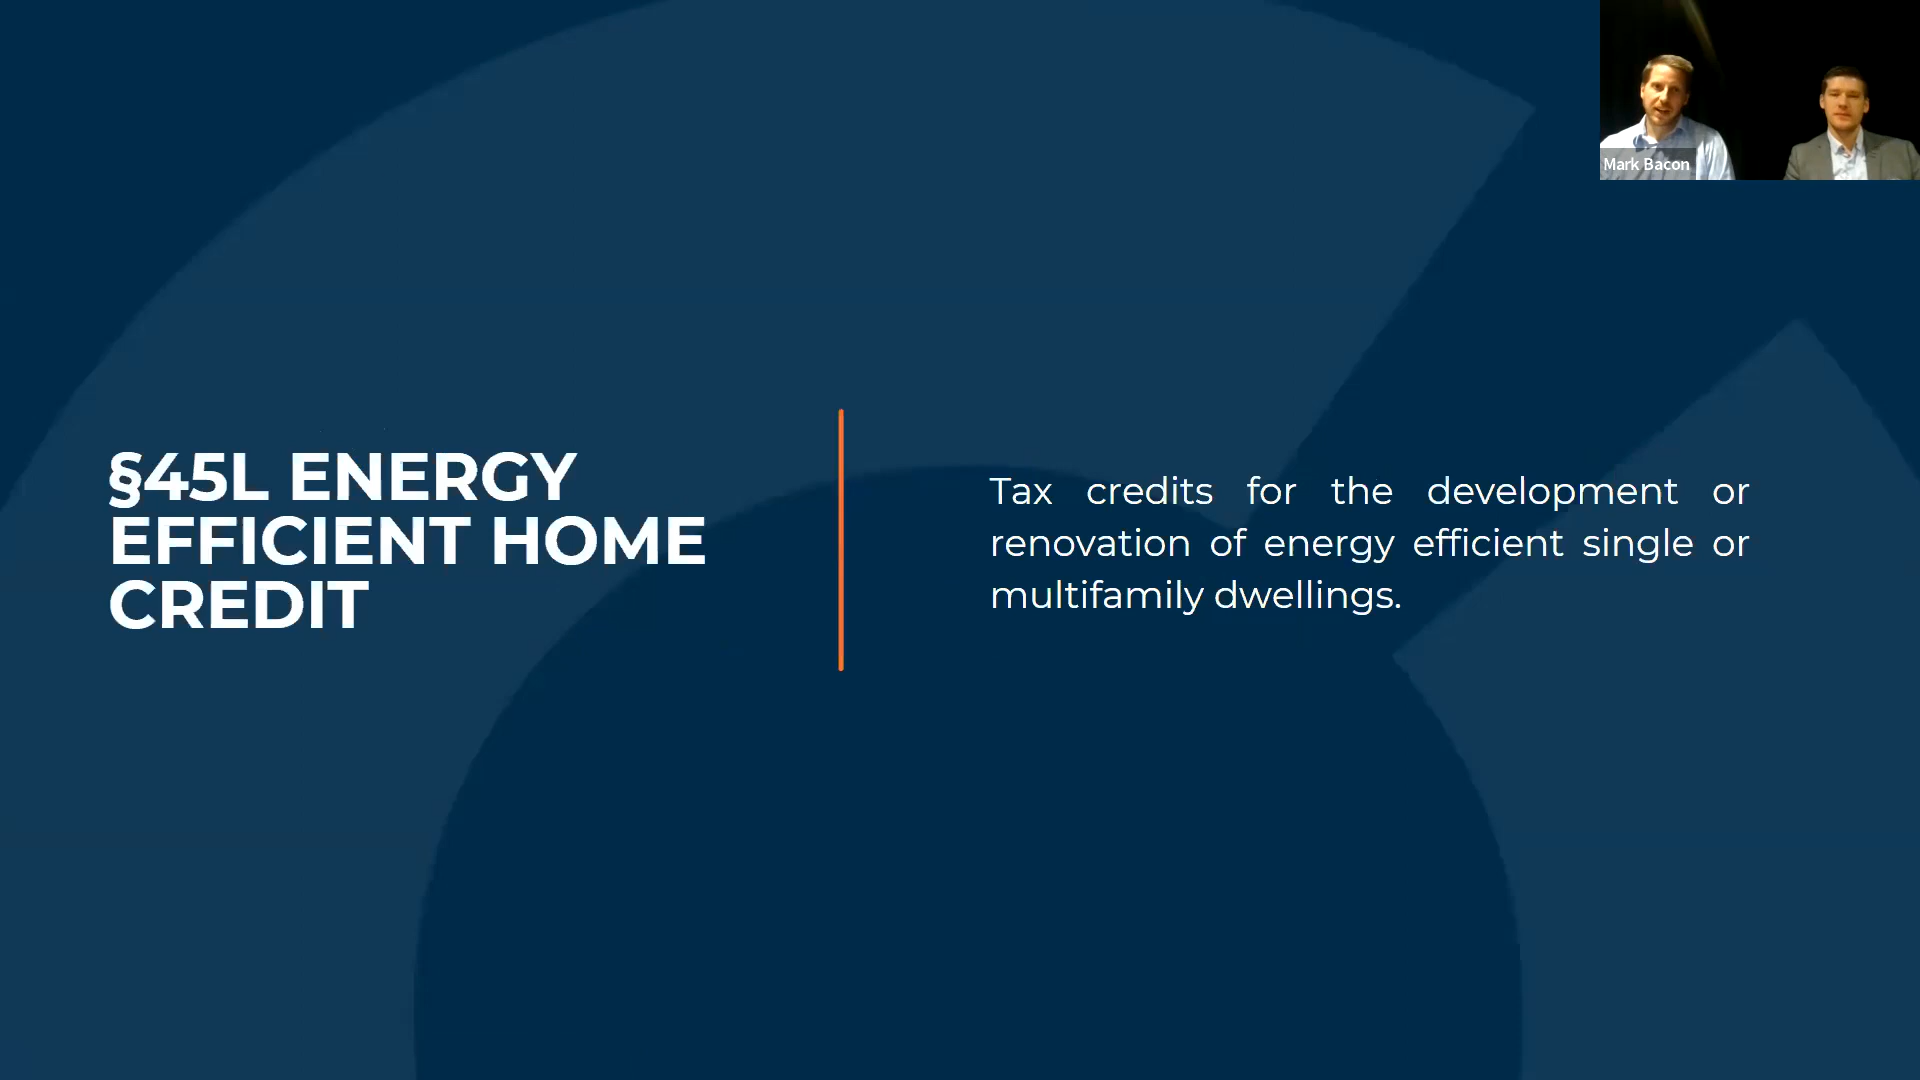 §45L ENERGY
EFFICIENT HOME
CREDIT
Tax credits for the development or
renovation of energy efficient single or
multifamily dwellings.
Mark Bacon